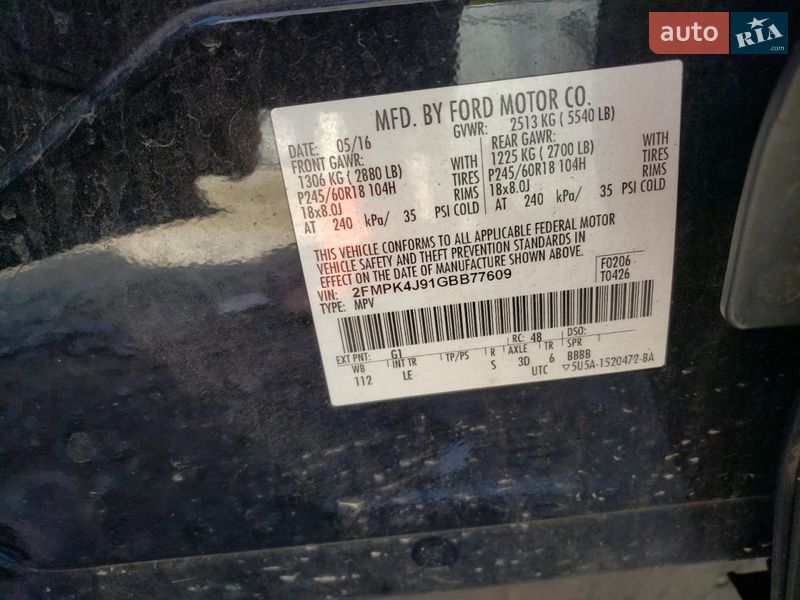 auto RIA .com
MFD. BY FORD MOTOR CO.
DATE: 05/16 GVWR: 2513 KG ( 5540 LB)
FRONT GAWR: WITH REAR GAWR: WITH
1306 KG ( 2880 LB) TIRES 1225 KG ( 2700 LB) TIRES
P245/60R18 104H RIMS P245/60R18 104H RIMS
18x8.0J 18x8.0J
AT 240 kPa/ 35 PSI COLD AT 240 kPa/ 35 PSI COLD
THIS VEHICLE CONFORMS TO ALL APPLICABLE FEDERAL MOTOR
VEHICLE SAFETY AND THEFT PREVENTION STANDARDS IN
EFFECT ON THE DATE OF MANUFACTURE SHOWN ABOVE.
VIN: 2FMPK4J91GBB77609 F0206
TYPE: MPV T0426
EXT PNT: G1 RC: 48 DSO:
WB INT TR TP/PS R AXLE TR SPR
112 LE S 3D 6 BBBB
UTC ▽5U5A-1520472-BA